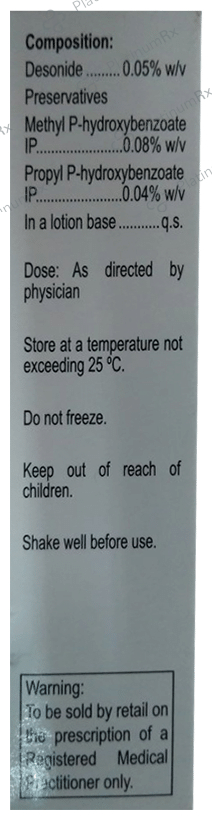 Composition:
Desonide ......... 0.05% w/v
Preservatives
Methyl P-hydroxybenzoate
IP.......................0.08% w/v
Propyl P-hydroxybenzoate
IP.......................0.04% w/v
In a lotion base ........... q.s.
Dose: As directed by
physician
Store at a temperature not
exceeding 25 ºC.
Do not freeze.
Keep out of reach of
children.
Shake well before use.
Warning:
To be sold by retail on
the prescription of a
Registered Medical
Practitioner only.